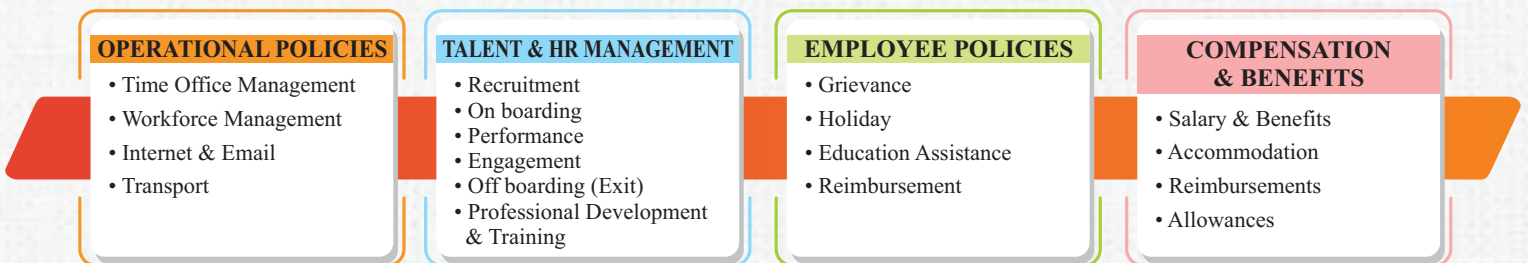 OPERATIONAL POLICIES
• Time Office Management
• Workforce Management
• Internet & Email
• Transport
TALENT & HR MANAGEMENT
• Recruitment
• On boarding
• Performance
• Engagement
• Off boarding (Exit)
• Professional Development
& Training
EMPLOYEE POLICIES
• Grievance
• Holiday
• Education Assistance
• Reimbursement
COMPENSATION
& BENEFITS
• Salary & Benefits
• Accommodation
• Reimbursements
• Allowances